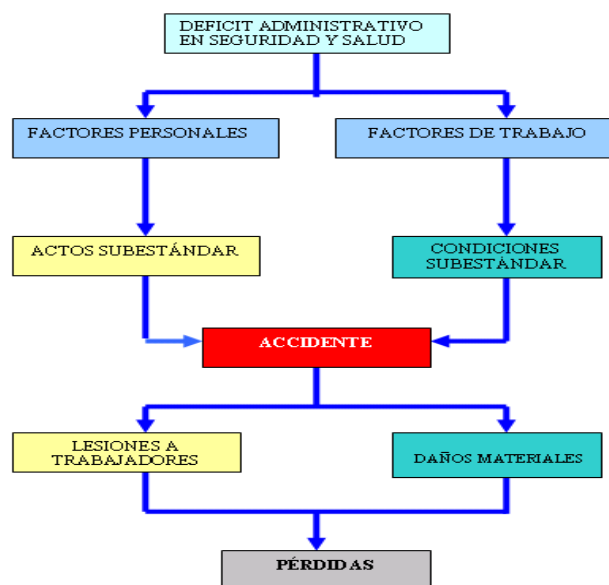 DEFICIT ADMINISTRATIVO
EN SEGURIDAD Y SALUD
FACTORES PERSONALES
FACTORES DE TRABAJO
ACTOS SUBESTÁNDAR
CONDICIONES
SUBESTÁNDAR
ACCIDENTE
LESIONES A
TRABAJADORES
DAÑOS MATERIALES
PÉRDIDAS